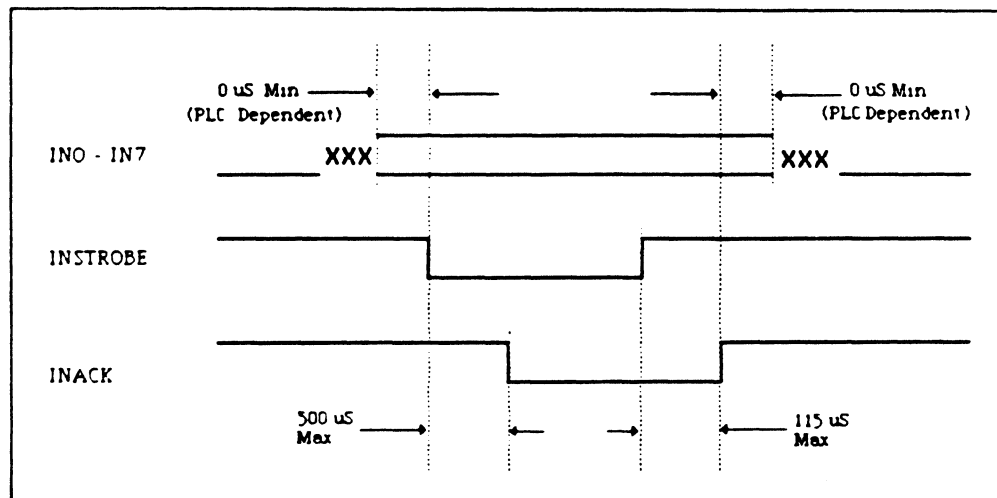 0 uS Min
(PLC Dependent)
0 uS Min
(PLC Dependent)
IN0 - IN7
XXX
XXX
INSTROBE
INACK
500 uS
Max
115 uS
Max